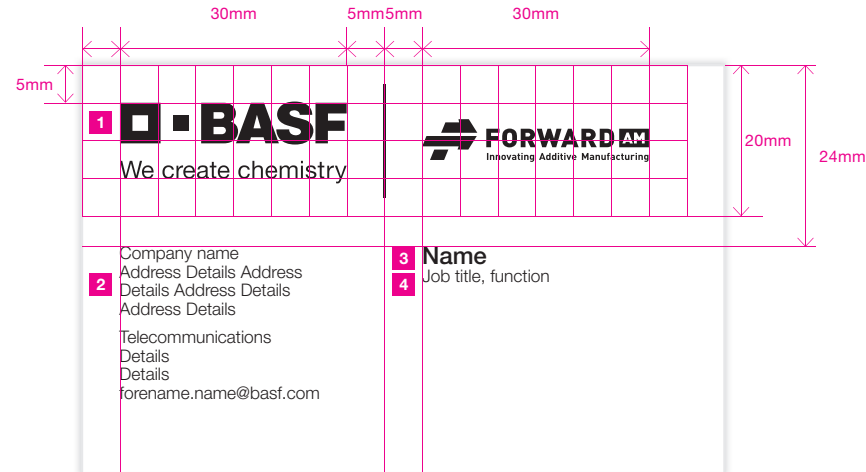 30mm
5mm
5mm
30mm
5mm
1
BASF
We create chemistry
FORWARD AM
Innovating Additive Manufacturing
20mm
24mm
2
Company name
Address Details Address
Details Address Details
Address Details
Telecommunications
Details
Details
forename.name@basf.com
3
Name
4
Job title, function